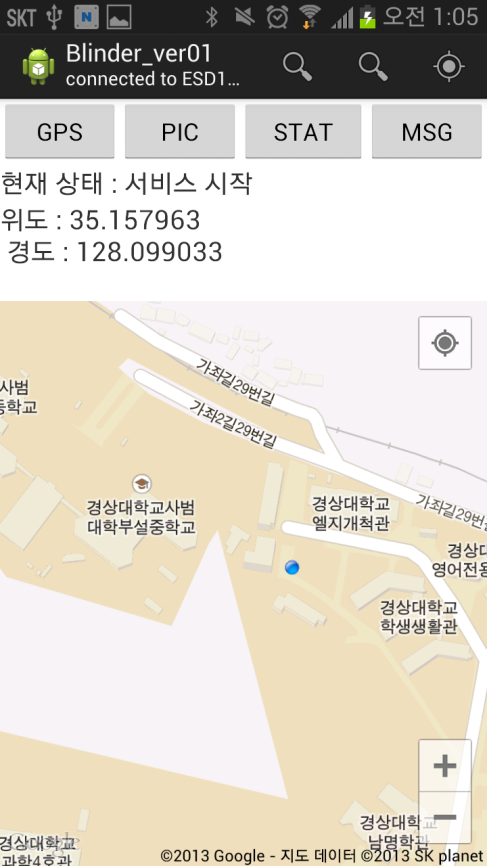 SKT N 오전 1:05
Blinder_ver01
connected to ESD1...
GPS PIC STAT MSG
현재 상태 : 서비스 시작
위도 : 35.157963
경도 : 128.099033
가좌길29번길
사범
등학교
가좌2길29번길
경상대학교사범
대학부설중학교
경상대학교
엘지개척관
가좌길29번
경상대
영어전용
경상대학교
학생생활관
+
−
경상대학교
남명학관
경상대학교
과학4호관
Google
©2013 Google - 지도 데이터 ©2013 SK planet